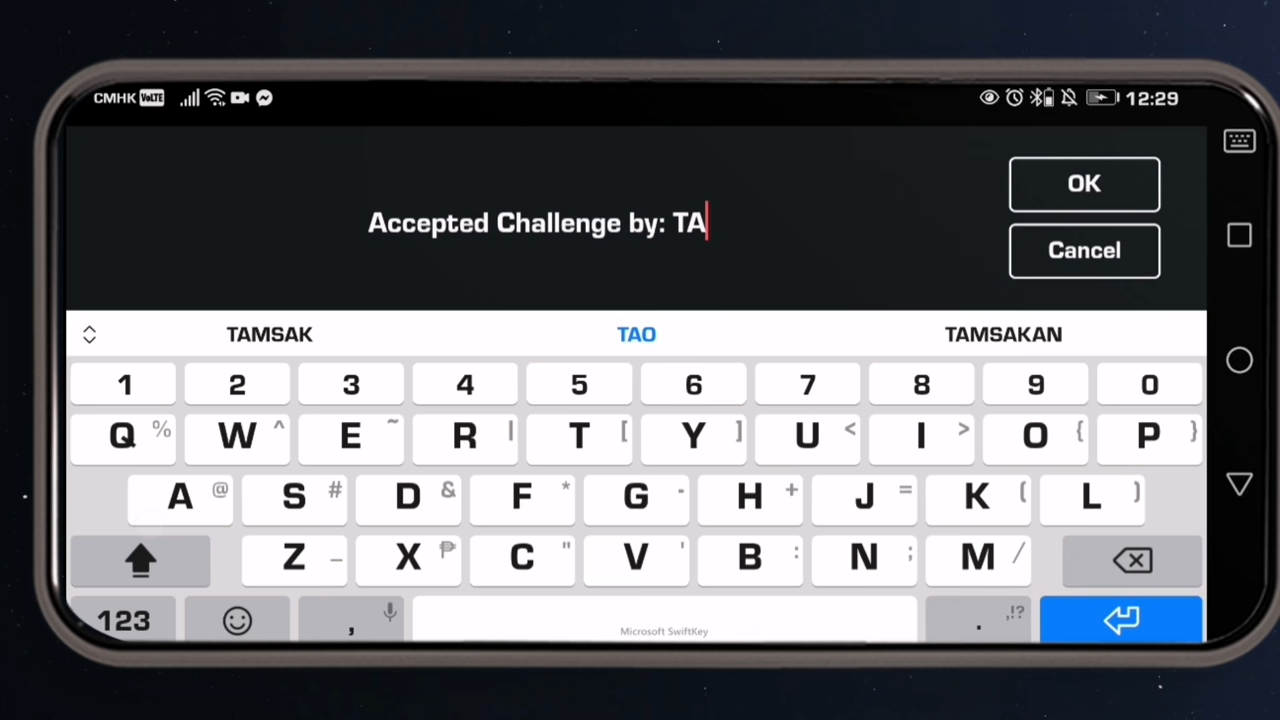 CMHK VoLTE 12:29
Accepted Challenge by: TA
OK
Cancel
TAMSAK TAO TAMSAKAN
1 2 3 4 5 6 7 8 9 0
Q % W ^ E ~ R | T [ Y ] U < I > O { P }
A @ S # D & F * G - H + J = K ( L )
Z _ X ₱ C " V ' B : N ; M /
123 , Microsoft SwiftKey . ,!?